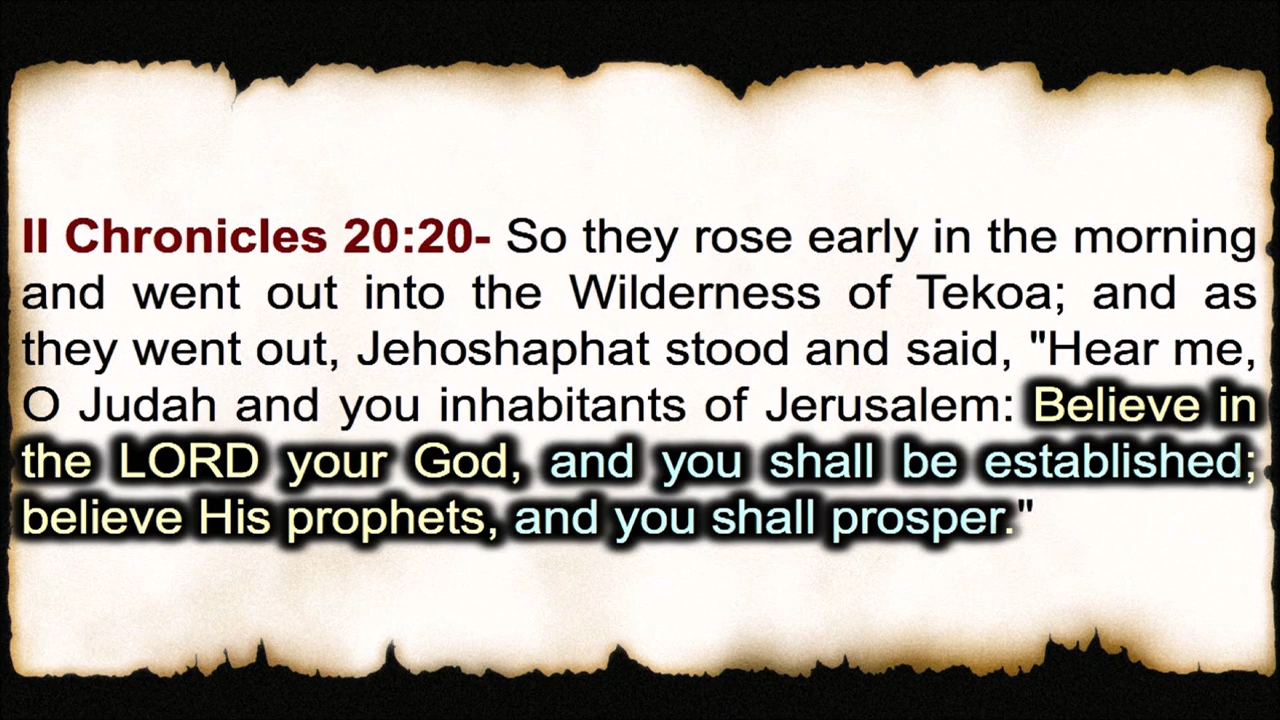 II Chronicles 20:20- So they rose early in the morning
and went out into the Wilderness of Tekoa; and as
they went out, Jehoshaphat stood and said, "Hear me,
O Judah and you inhabitants of Jerusalem: Believe in
the LORD your God, and you shall be established;
believe His prophets, and you shall prosper."